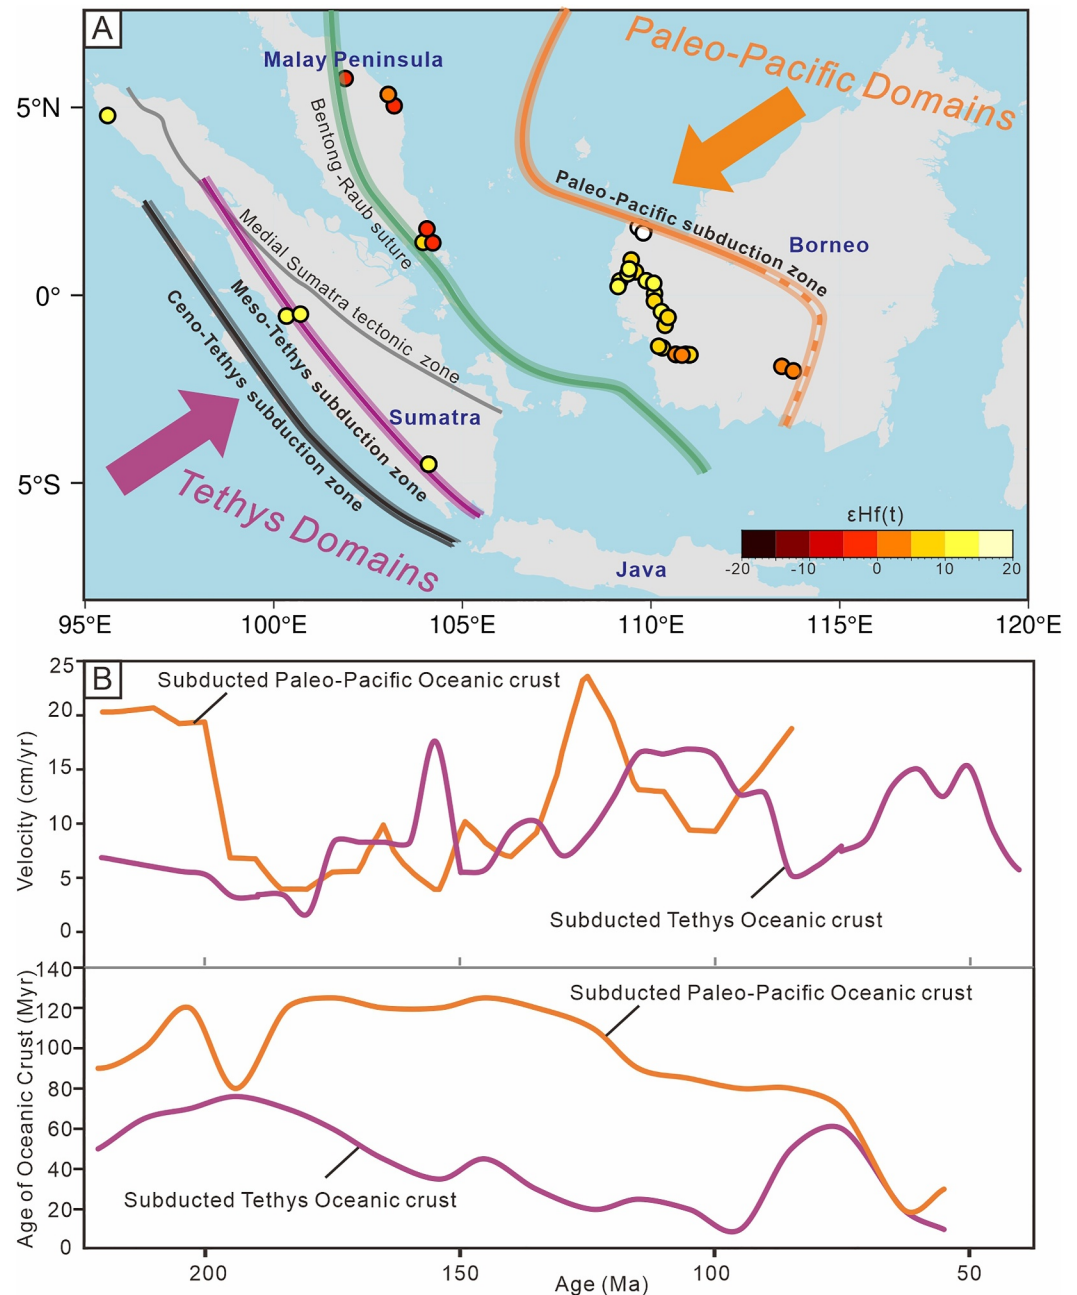 A
Paleo-Pacific Domains
Malay Peninsula
5°N
Bentong-Raub suture
Paleo-Pacific subduction zone
Borneo
Medial Sumatra tectonic zone
0°
Meso-Tethys subduction zone
Ceno-Tethys subduction zone
Sumatra
5°S
Tethys Domains
εHf(t)
-20 -10 0 10 20
Java
95°E 100°E 105°E 110°E 115°E 120°E
B
Subducted Paleo-Pacific Oceanic crust
25
20
15
10
5
0
Velocity (cm/yr)
Subducted Tethys Oceanic crust
140
120
100
80
60
40
20
0
Age of Oceanic Crust (Myr)
Subducted Paleo-Pacific Oceanic crust
Subducted Tethys Oceanic crust
200 150 100 50
Age (Ma)